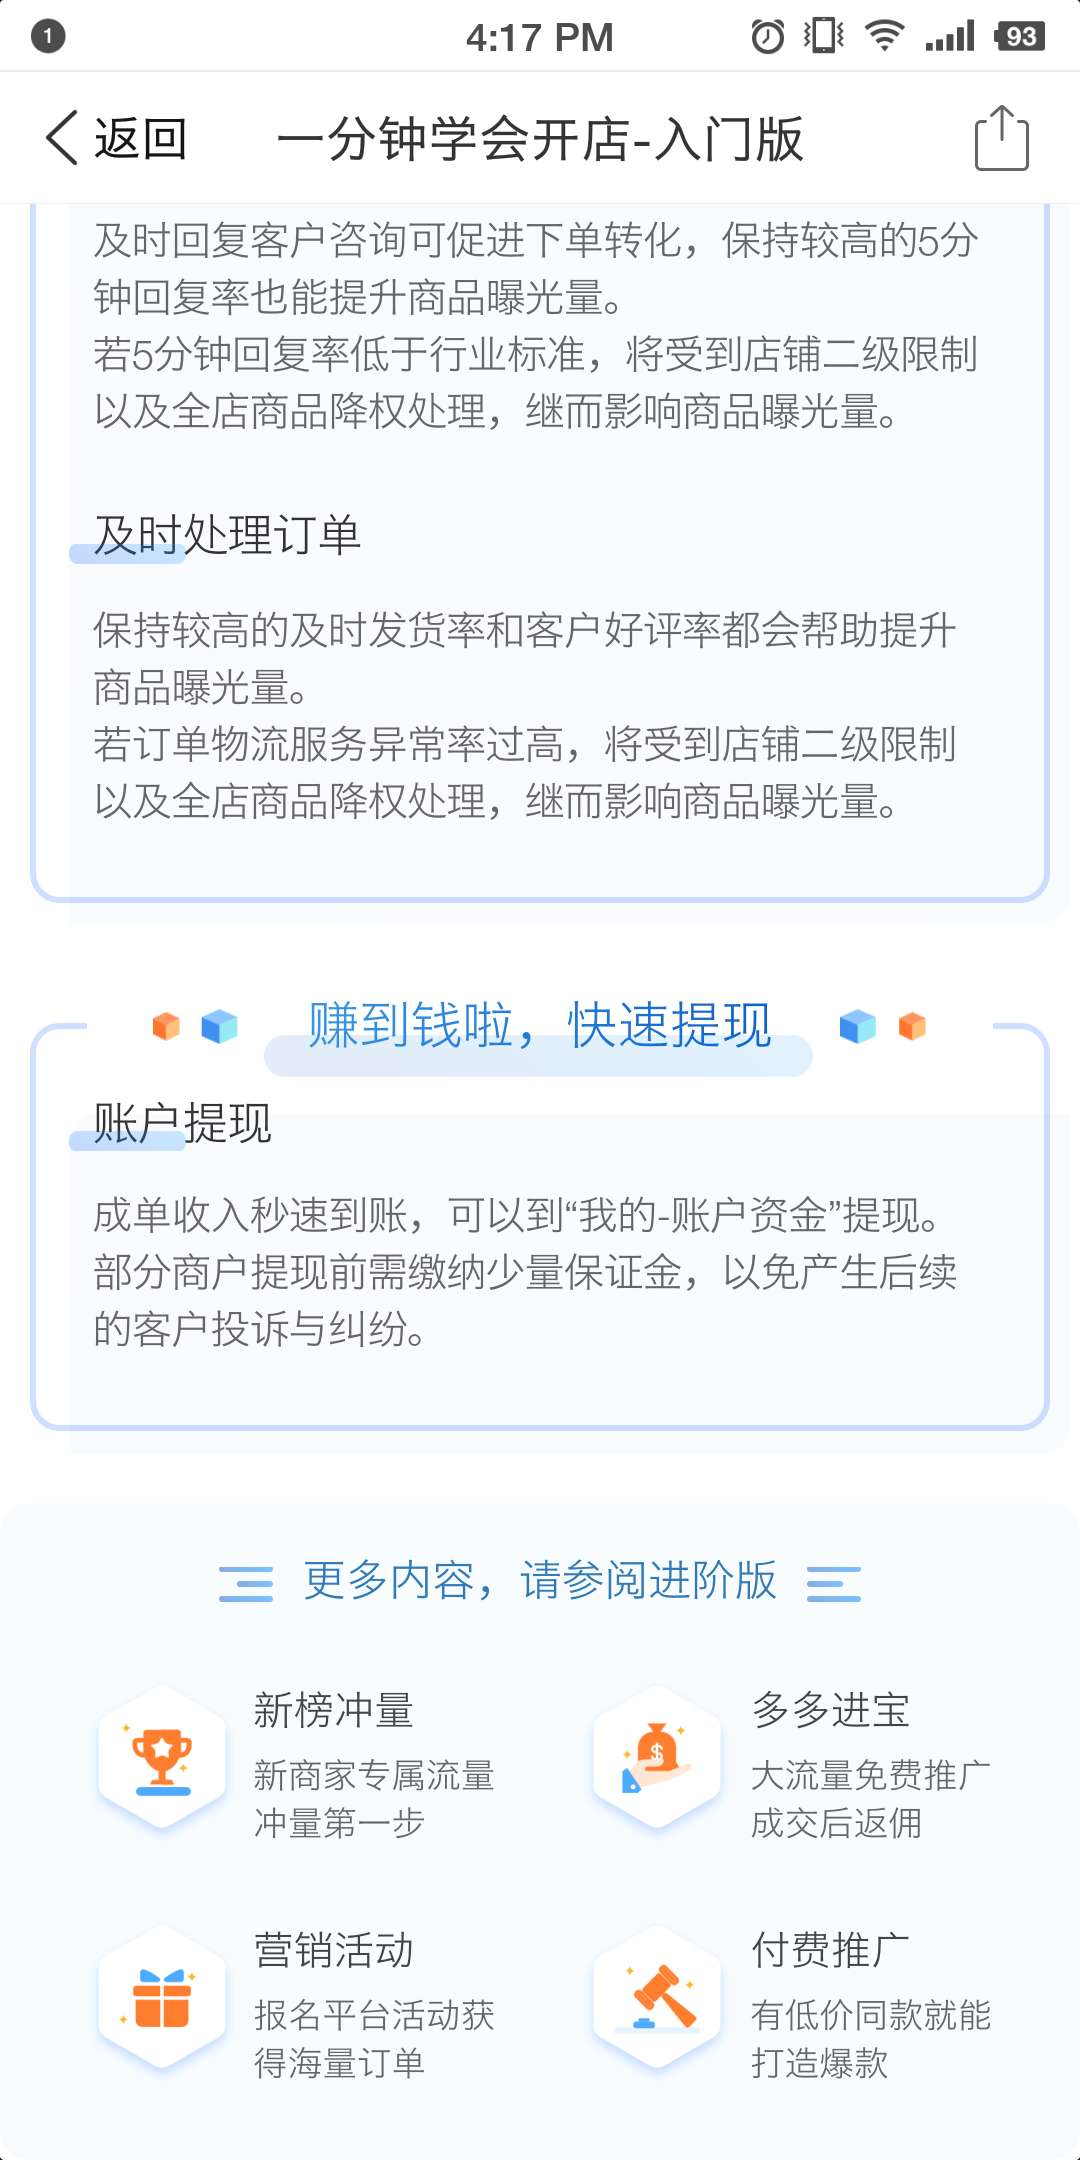 1
4:17 PM
93
返回
一分钟学会开店-入门版
及时回复客户咨询可促进下单转化，保持较高的5分
钟回复率也能提升商品曝光量。
若5分钟回复率低于行业标准，将受到店铺二级限制
以及全店商品降权处理，继而影响商品曝光量。
及时处理订单
保持较高的及时发货率和客户好评率都会帮助提升
商品曝光量。
若订单物流服务异常率过高，将受到店铺二级限制
以及全店商品降权处理，继而影响商品曝光量。
赚到钱啦，快速提现
账户提现
成单收入秒速到账，可以到“我的-账户资金”提现。
部分商户提现前需缴纳少量保证金，以免产生后续
的客户投诉与纠纷。
更多内容，请参阅进阶版
新榜冲量
新商家专属流量
冲量第一步
多多进宝
$
大流量免费推广
成交后返佣
营销活动
报名平台活动获
得海量订单
付费推广
有低价同款就能
打造爆款